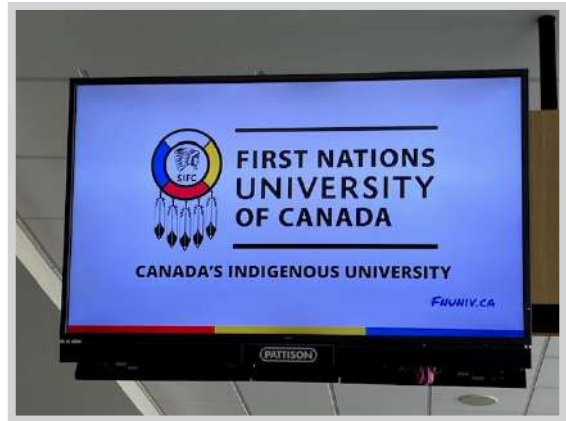 SIFC
FIRST NATIONS
UNIVERSITY
OF CANADA
CANADA'S INDIGENOUS UNIVERSITY
FNUNIV.CA
PATTISON